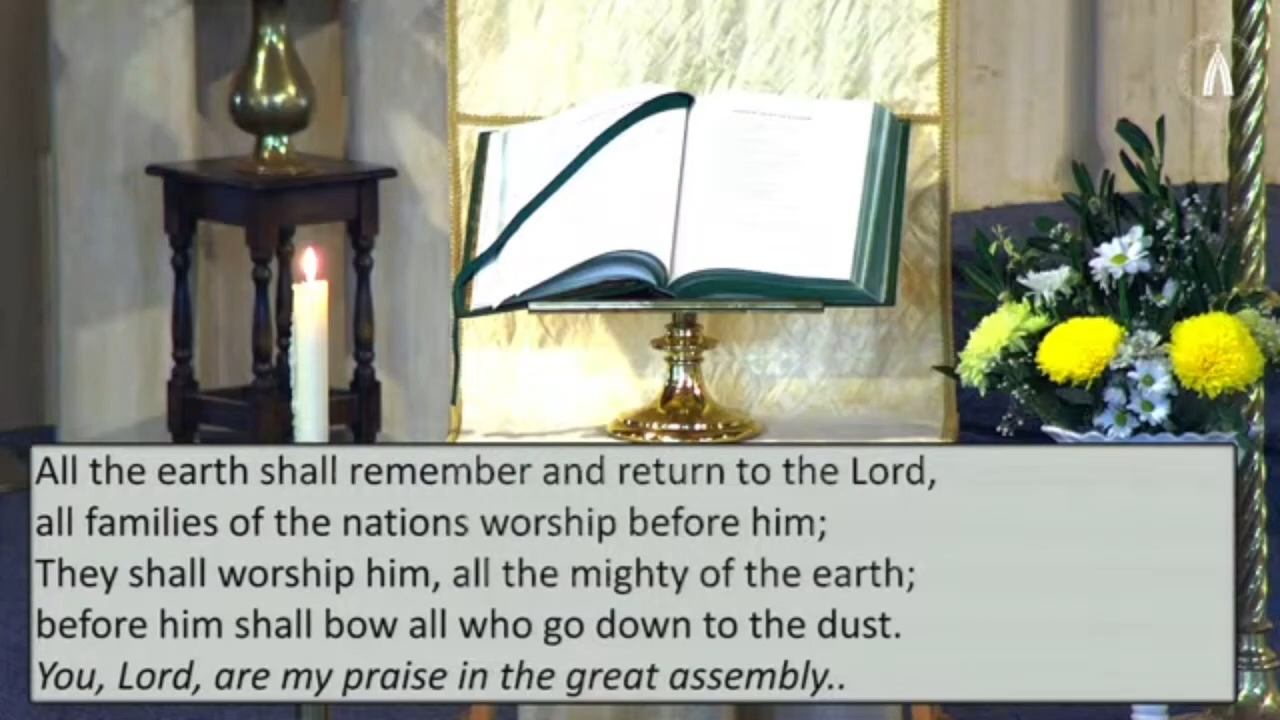 All the earth shall remember and return to the Lord,
all families of the nations worship before him;
They shall worship him, all the mighty of the earth;
before him shall bow all who go down to the dust.
You, Lord, are my praise in the great assembly..